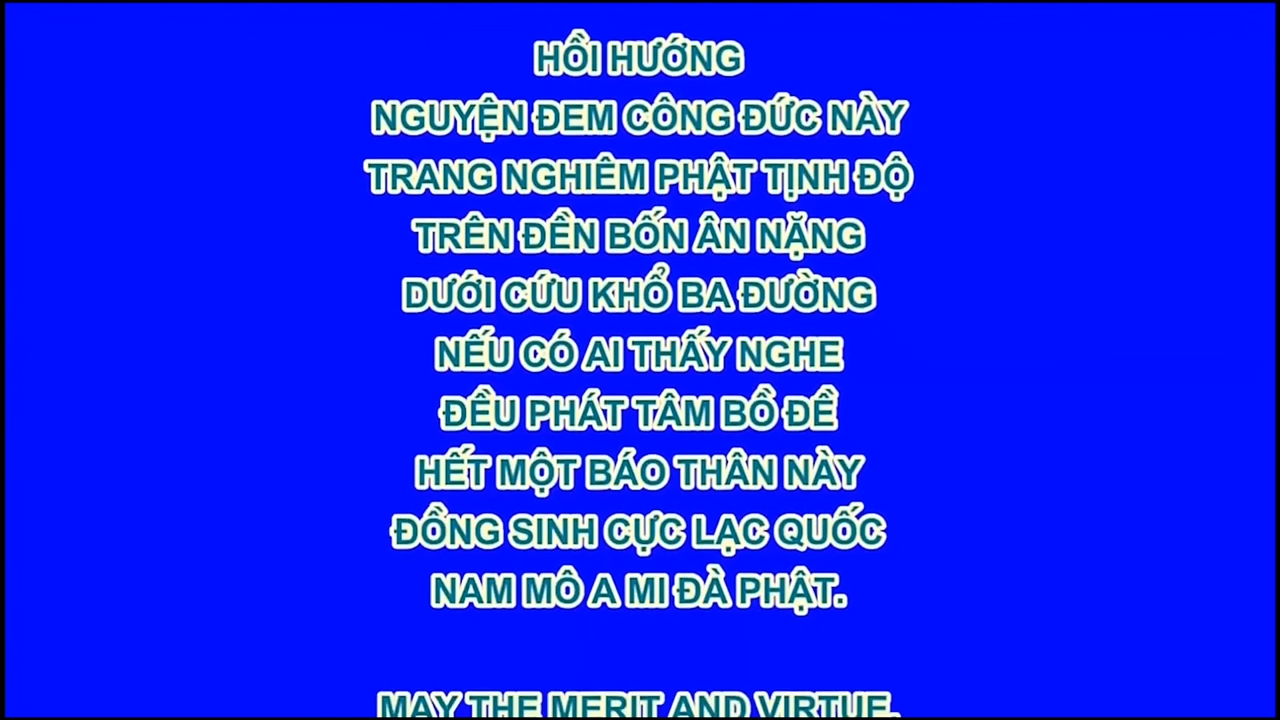 HỒI HƯỚNG
NGUYỆN ĐEM CÔNG ĐỨC NÀY
TRANG NGHIÊM PHẬT TỊNH ĐỘ
TRÊN ĐỀN BỐN ÂN NẶNG
DƯỚI CỨU KHỔ BA ĐƯỜNG
NẾU CÓ AI THẤY NGHE
ĐỀU PHÁT TÂM BỒ ĐỀ
HẾT MỘT BÁO THÂN NÀY
ĐỒNG SINH CỰC LẠC QUỐC
NAM MÔ A MI ĐÀ PHẬT.
MAY THE MERIT AND VIRTUE,